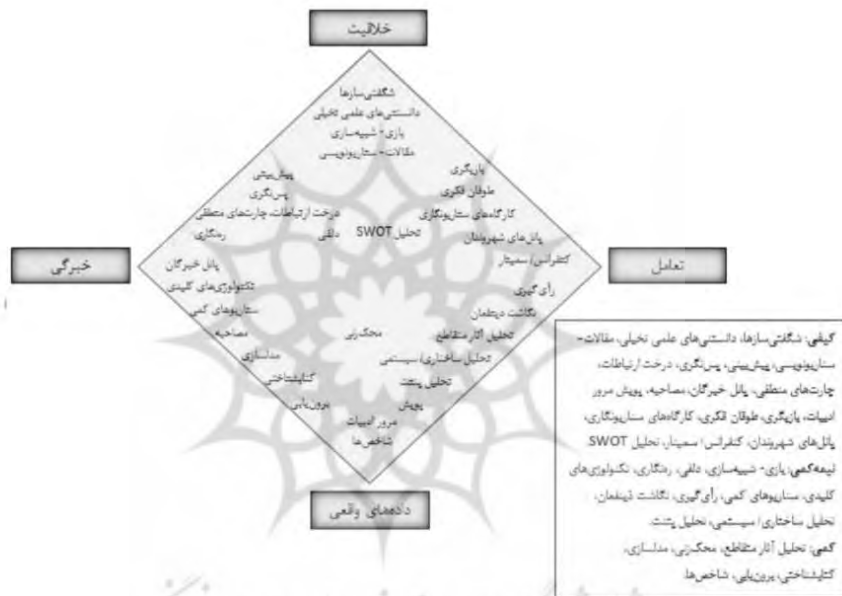 خلاقیت
شگفتی‌سازها
دانستنی‌های علمی تخیلی
بازی- شبیه‌سازی
مقالات- سناریونویسی
پیش‌بینی
پس‌نگری
درخت ارتباطات، چارت‌های منطقی
ره‌نگاری
دلفی
تحلیل SWOT
بازیگری
طوفان فکری
کارگاه‌های سناریونگاری
پانل‌های شهروندان
کنفرانس/ سمینار
خبرگی
تعامل
پانل خبرگان
تکنولوژی‌های کلیدی
سناریوهای کمی
مصاحبه
مدلسازی
کتابشناختی
برون‌یابی
محک‌زنی
رأی گیری
نگاشت ذینفعان
تحلیل آثار متقاطع
تحلیل ساختاری/ سیستمی
تحلیل پتنت
پویش
مرور ادبیات
شاخص‌ها
داده‌های واقعی
کیفی: شگفتی‌سازها، دانستنی‌های علمی تخیلی، مقالات-
سناریونویسی، پیش‌بینی، پس‌نگری، درخت ارتباطات،
چارت‌های منطقی، پانل خبرگان، مصاحبه، پویش مرور
ادبیات، بازیگری، طوفان فکری، کارگاه‌های سناریونگاری،
پانل‌های شهروندان، کنفرانس/ سمینار، تحلیل SWOT.
نیمه‌کمی: بازی- شبیه‌سازی، دلفی، ره‌نگاری، تکنولوژی‌های
کلیدی، سناریوهای کمی، رأی گیری، نگاشت ذینفعان،
تحلیل ساختاری/ سیستمی، تحلیل پتنت.
کمی: تحلیل آثار متقاطع، محک‌زنی، مدلسازی،
کتابشناختی، برون‌یابی، شاخص‌ها.